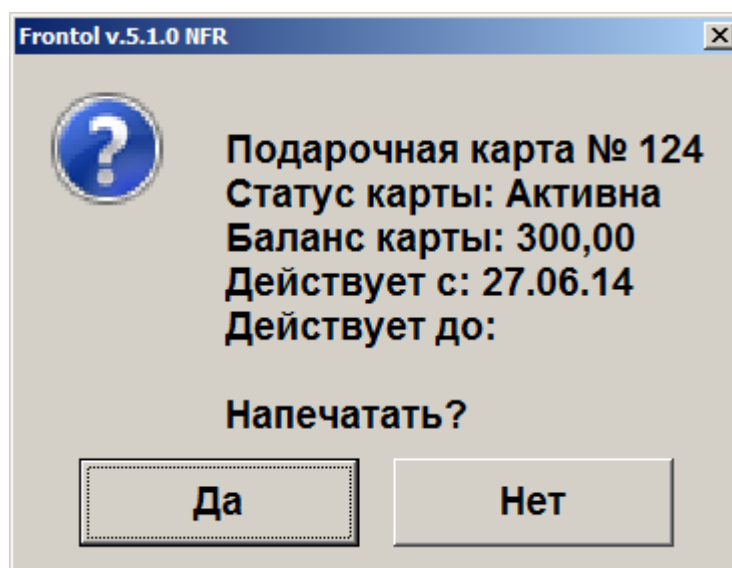 Frontol v.5.1.0 NFR
Подарочная карта № 124
Статус карты: Активна
Баланс карты: 300,00
Действует с: 27.06.14
Действует до:
Напечатать?
Да
Нет